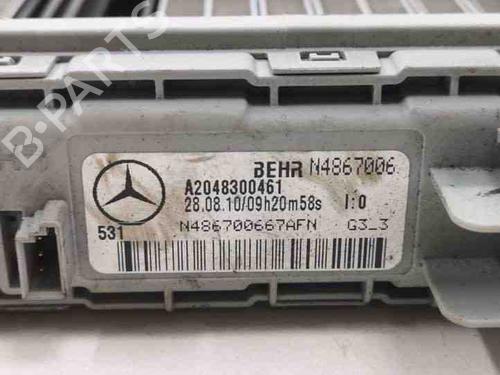 B-PARTS
BEHR N4867006
A2048300461
28.08.10/09h20m58s I:0
531 N486700667AFN G3_3